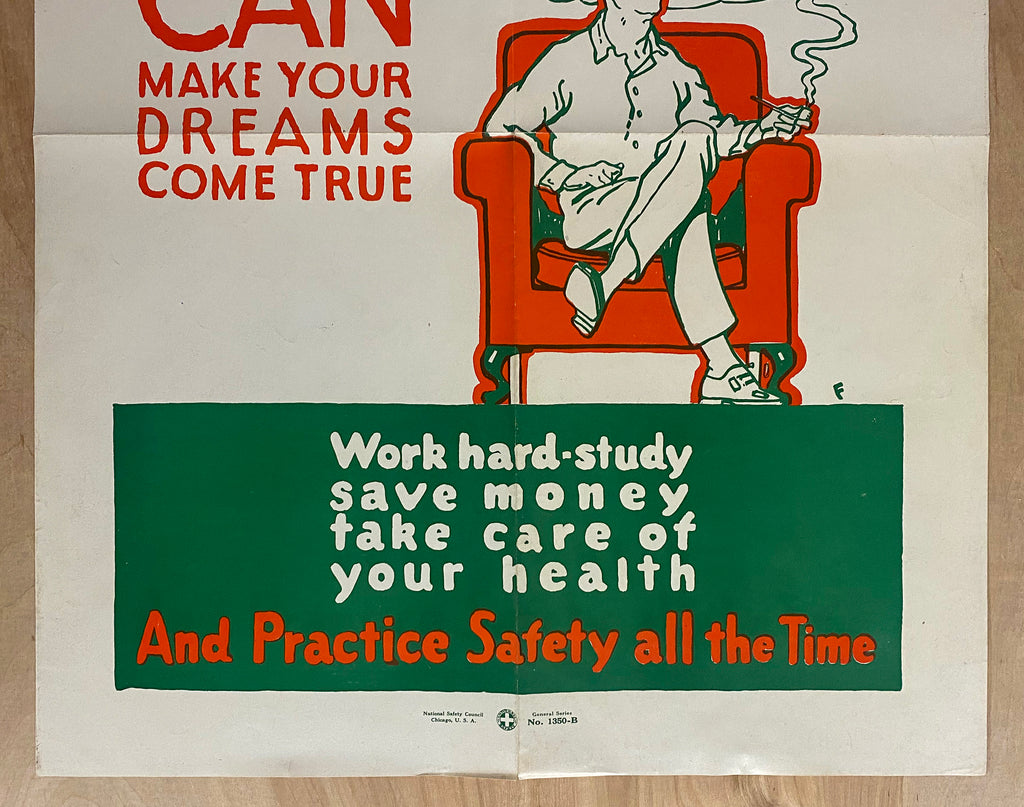 CAN
MAKE YOUR
DREAMS
COME TRUE
F
Work hard-study
save money
take care of
your health
And Practice Safety all the Time
National Safety Council
Chicago, U. S. A.
General Series
No. 1350-B